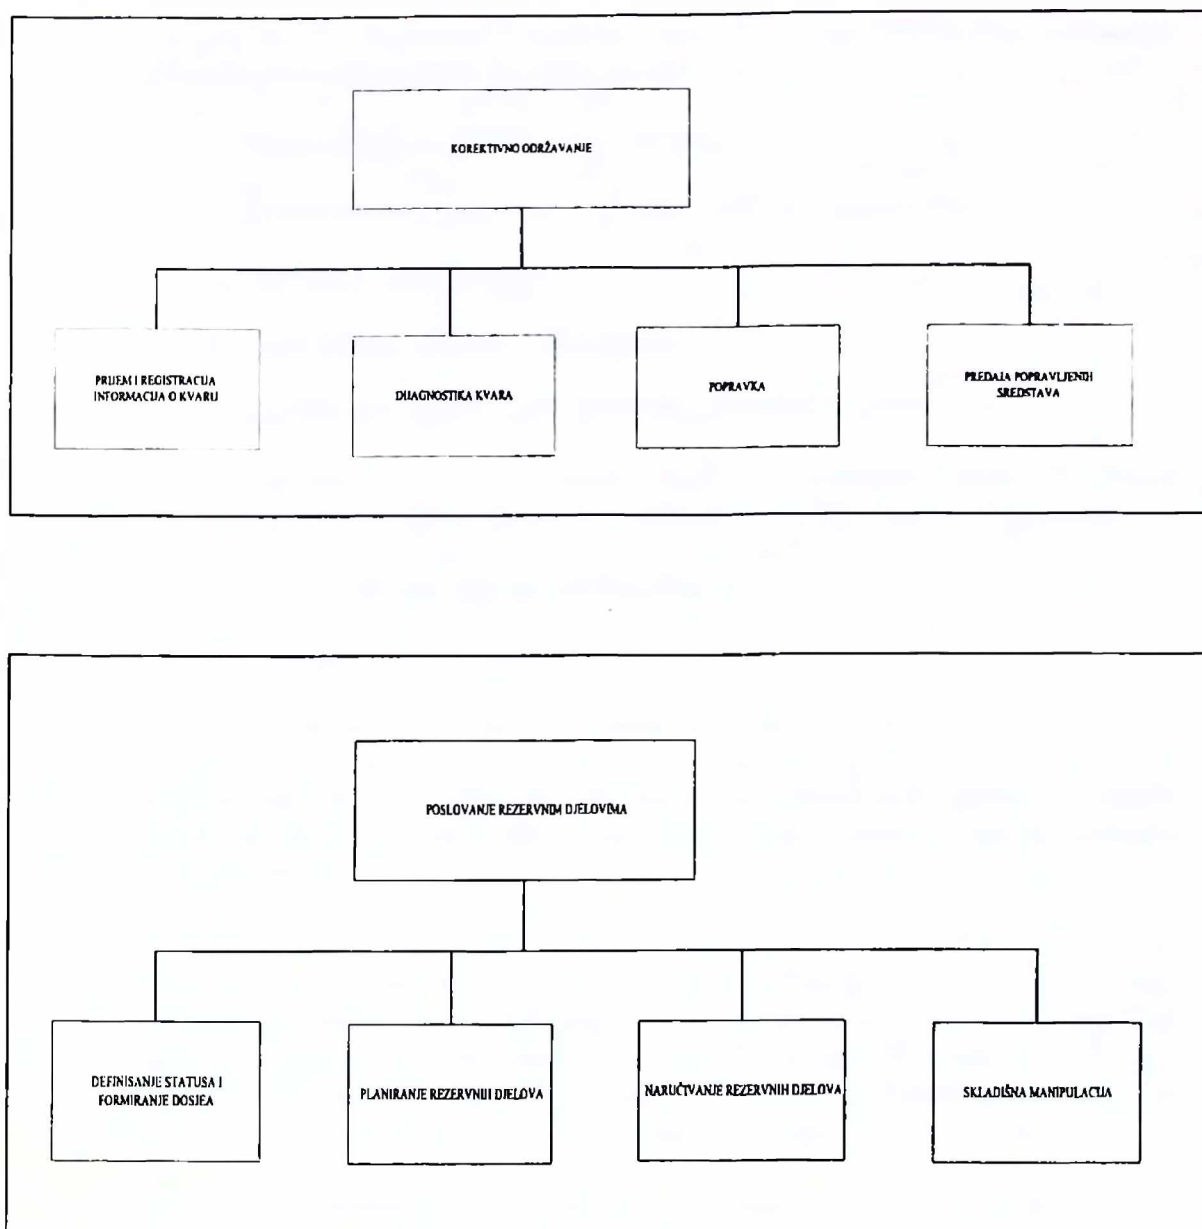 KOREKTIVNO ODRŽAVANJE
PRIJEM I REGISTRACIJA
INFORMACIJA O KVARU
DIJAGNOSTIKA KVARA
POPRAVKA
PREDAJA POPRAVLJENIH
SREDSTAVA
POSLOVANJE REZERVNIM DJELOVIMA
DEFINISANJE STATUSA I
FORMIRANJE DOSJEA
PLANIRANJE REZERVNIH DJELOVA
NARUČIVANJE REZERVNIH DJELOVA
SKLADIŠNA MANIPULACIJA